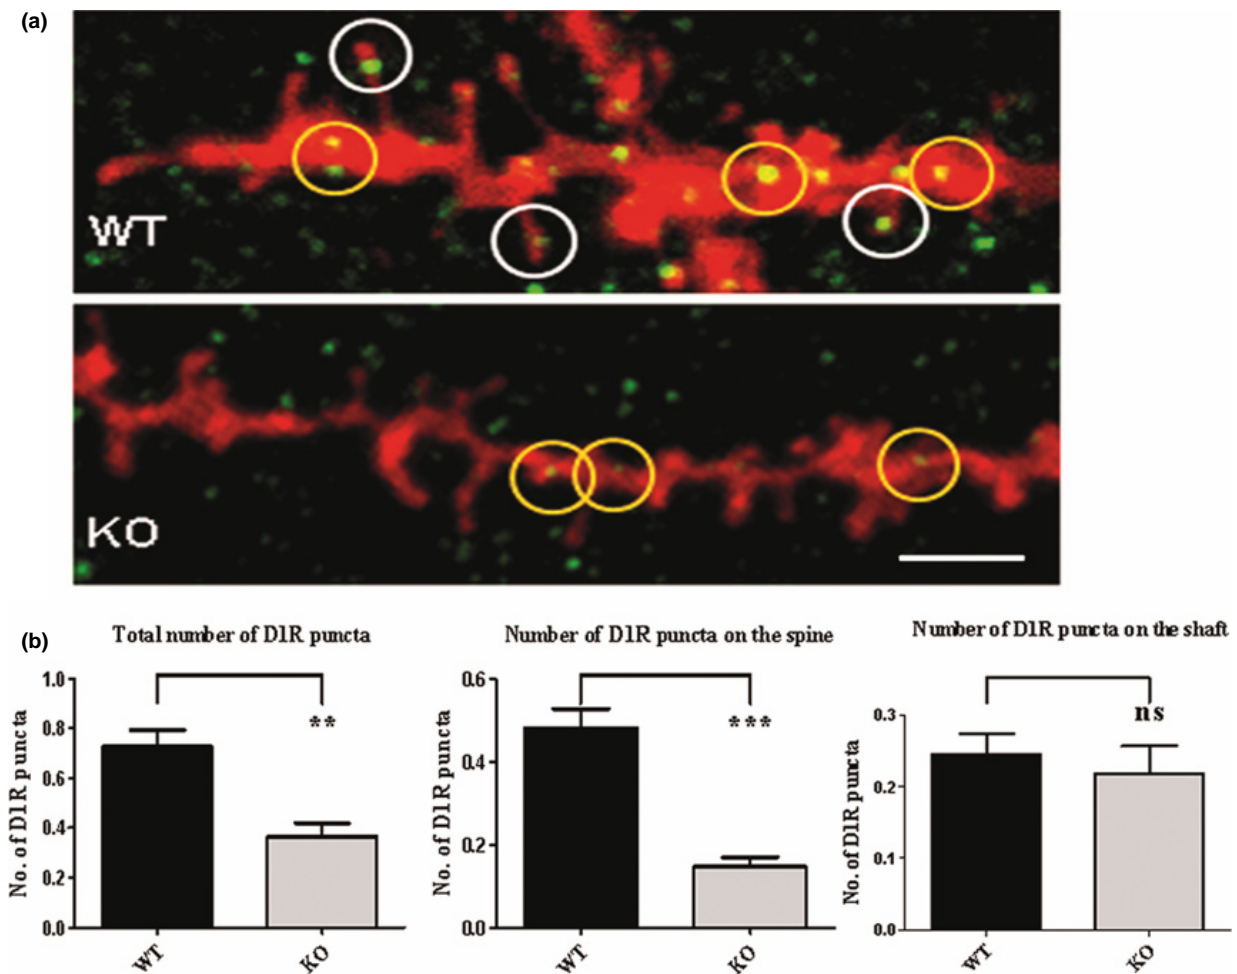 (a)
WT
KO
(b)
Total number of D1R puncta
No. of D1R puncta
1.0
0.8
0.6
0.4
0.2
0.0
**
WT
KO
Number of D1R puncta on the spine
No. of D1R puncta
0.6
0.4
0.2
0.0
***
WT
KO
Number of D1R puncta on the shaft
No. of D1R puncta
0.3
0.2
0.1
0.0
ns
WT
KO